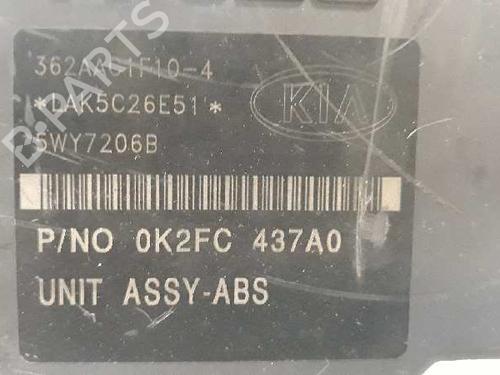 362AAC1F10-4
*LAK5C26E51*
KIA
5WY7206B
P/NO 0K2FC 437A0
UNIT ASSY-ABS
B-PARTS